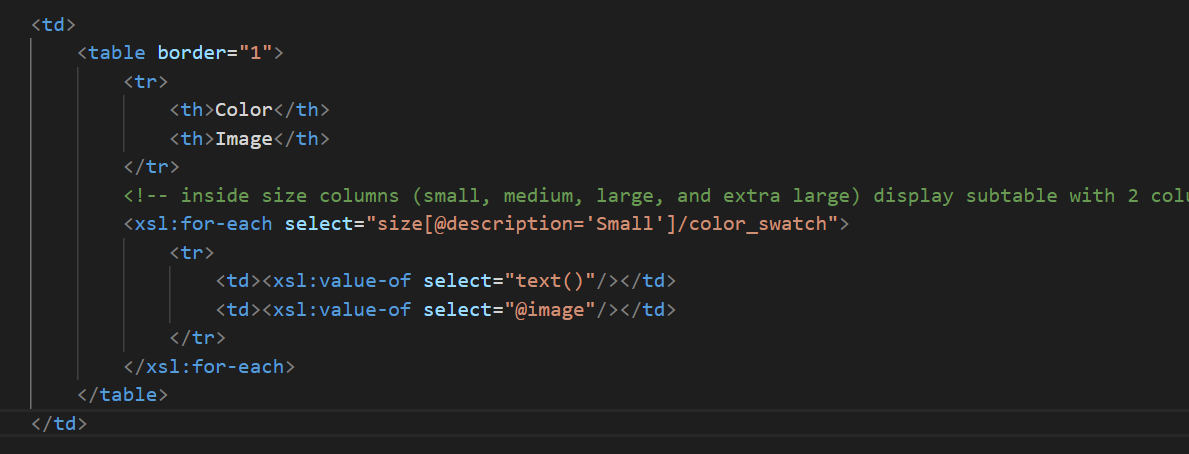 <td>
<table border="1">
<tr>
<th>Color</th>
<th>Image</th>
</tr>
<!-- inside size columns (small, medium, large, and extra large) display subtable with 2
<xsl:for-each select="size[@description='Small']/color_swatch">
<tr>
<td><xsl:value-of select="text()"/></td>
<td><xsl:value-of select="@image"/></td>
</tr>
</xsl:for-each>
</table>
</td>